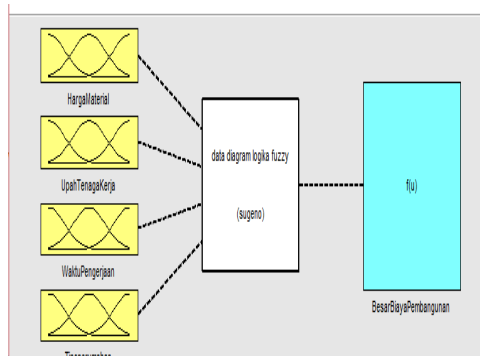 HargaMaterial
UpahTenagaKerja
WaktuPengerjaan
data diagram logika fuzzy
(sugeno)
f(u)
BesarBiayaPembangunan